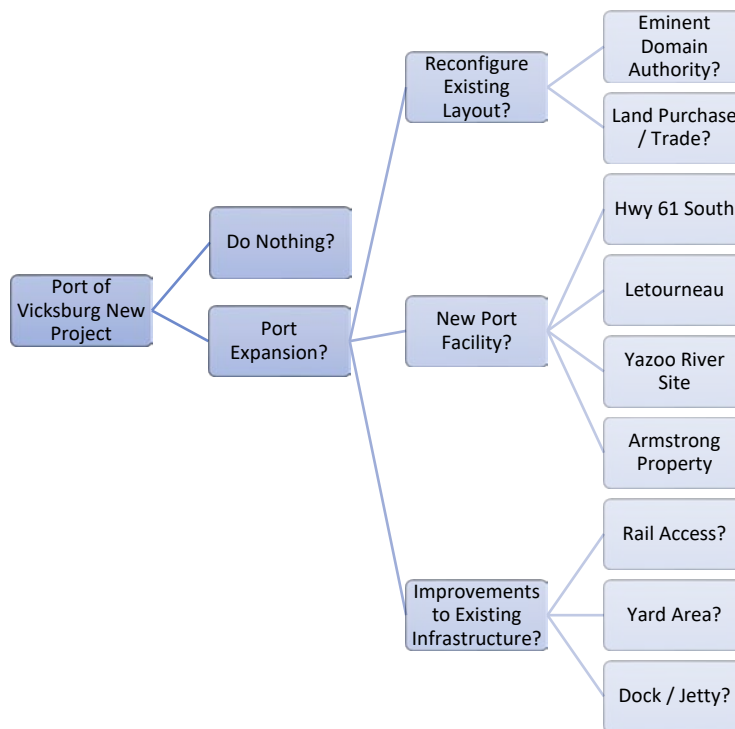 Port of
Vicksburg New
Project
Do Nothing?
Port
Expansion?
Reconfigure
Existing
Layout?
Eminent
Domain
Authority?
Land Purchase
/ Trade?
New Port
Facility?
Hwy 61 South
Letourneau
Yazoo River
Site
Armstrong
Property
Improvements
to Existing
Infrastructure?
Rail Access?
Yard Area?
Dock / Jetty?